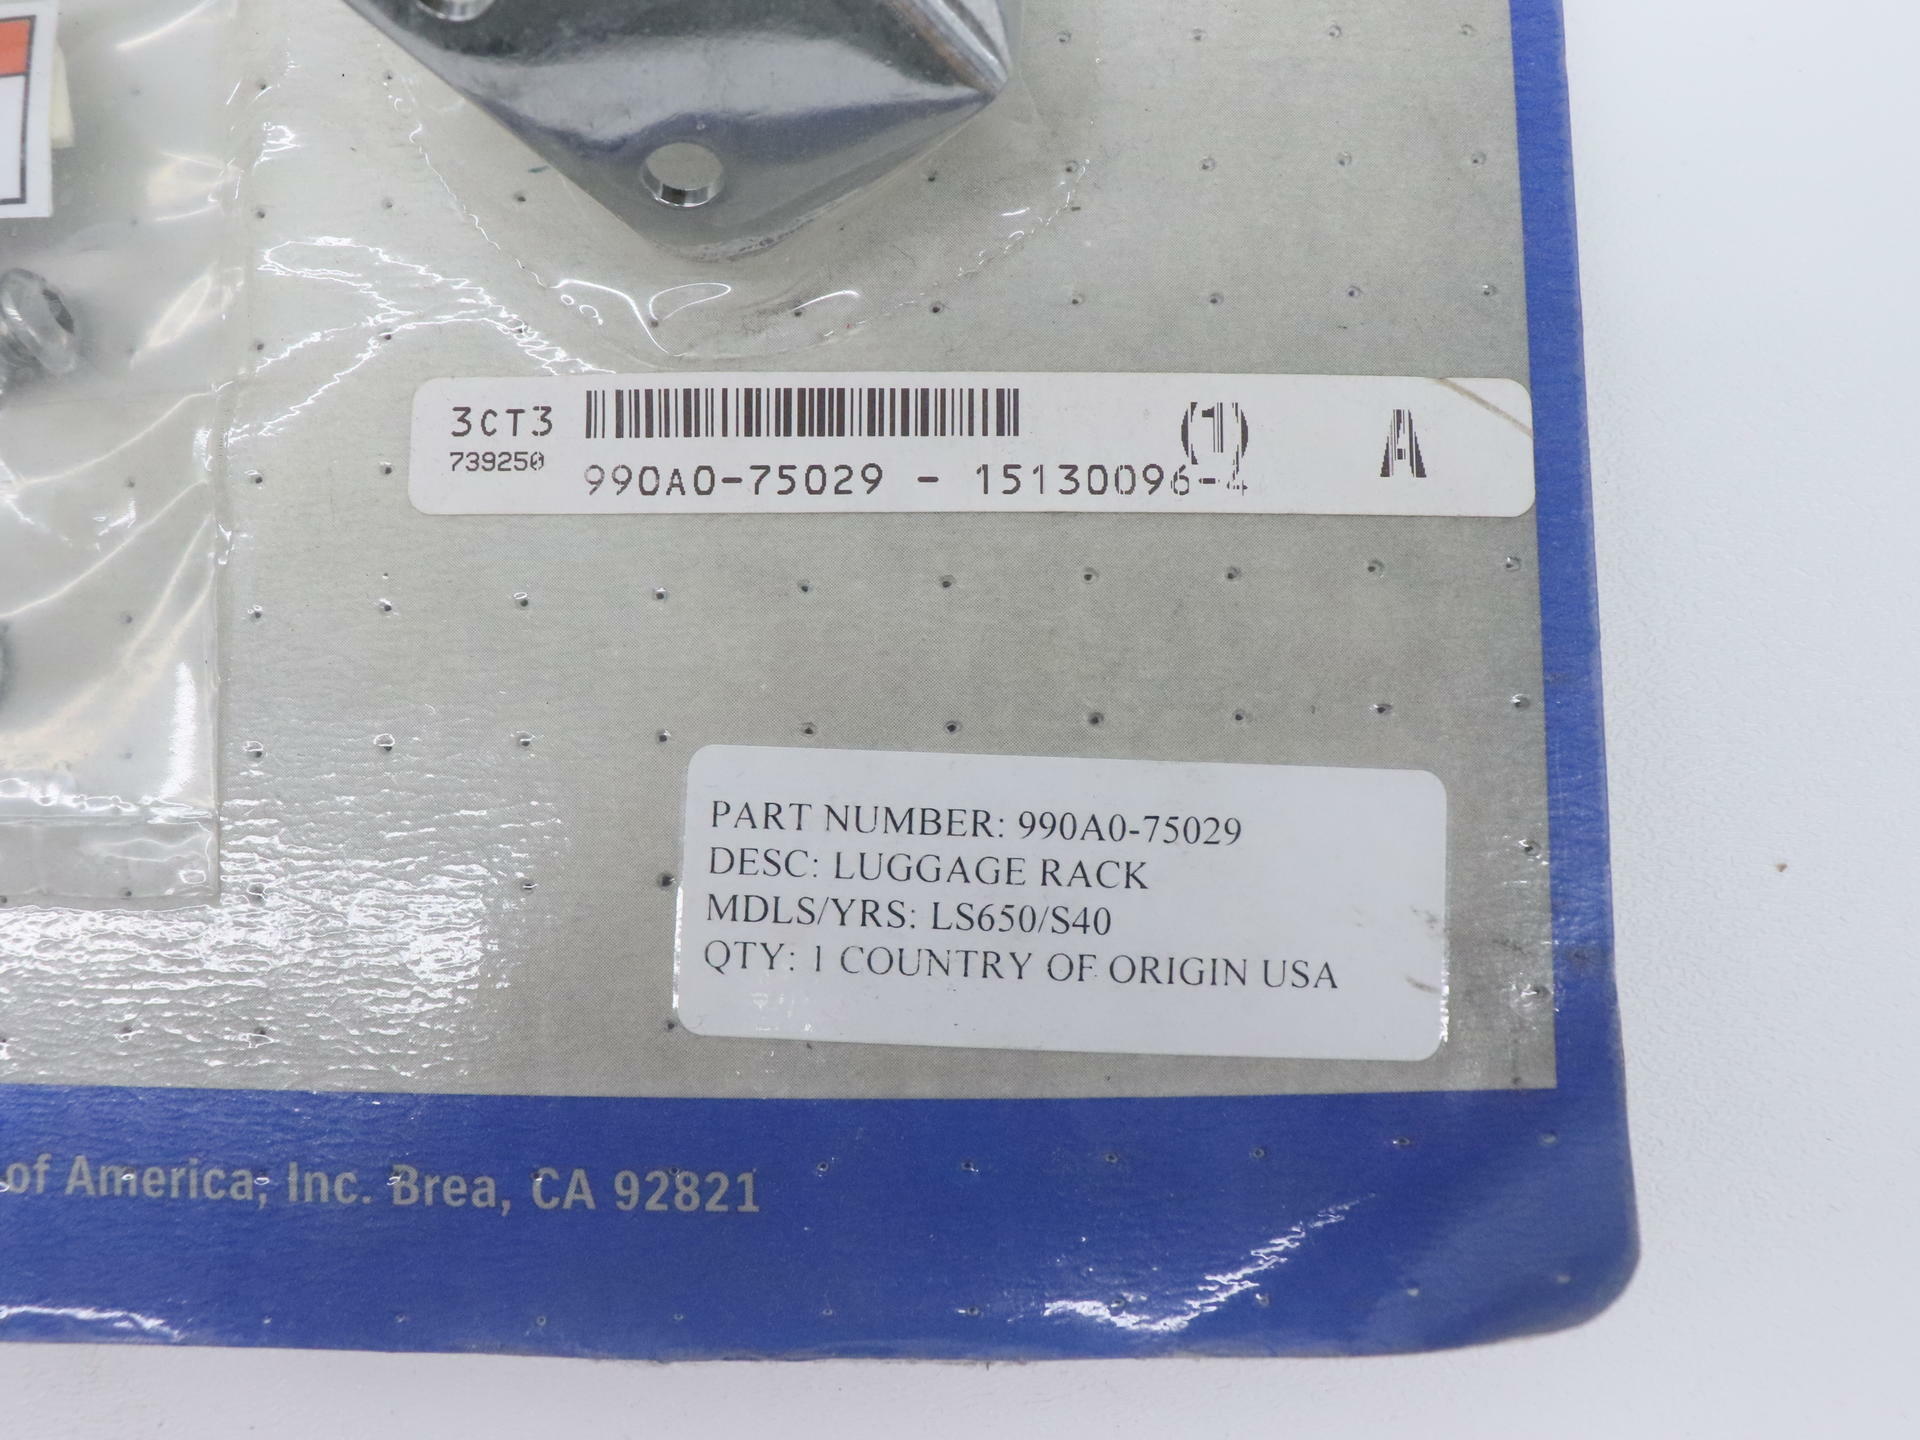 3CT3
739250
990A0-75029 - 15130096-4
(1)
A
PART NUMBER: 990A0-75029
DESC: LUGGAGE RACK
MDLS/YRS: LS650/S40
QTY: 1 COUNTRY OF ORIGIN USA
of America, Inc. Brea, CA 92821